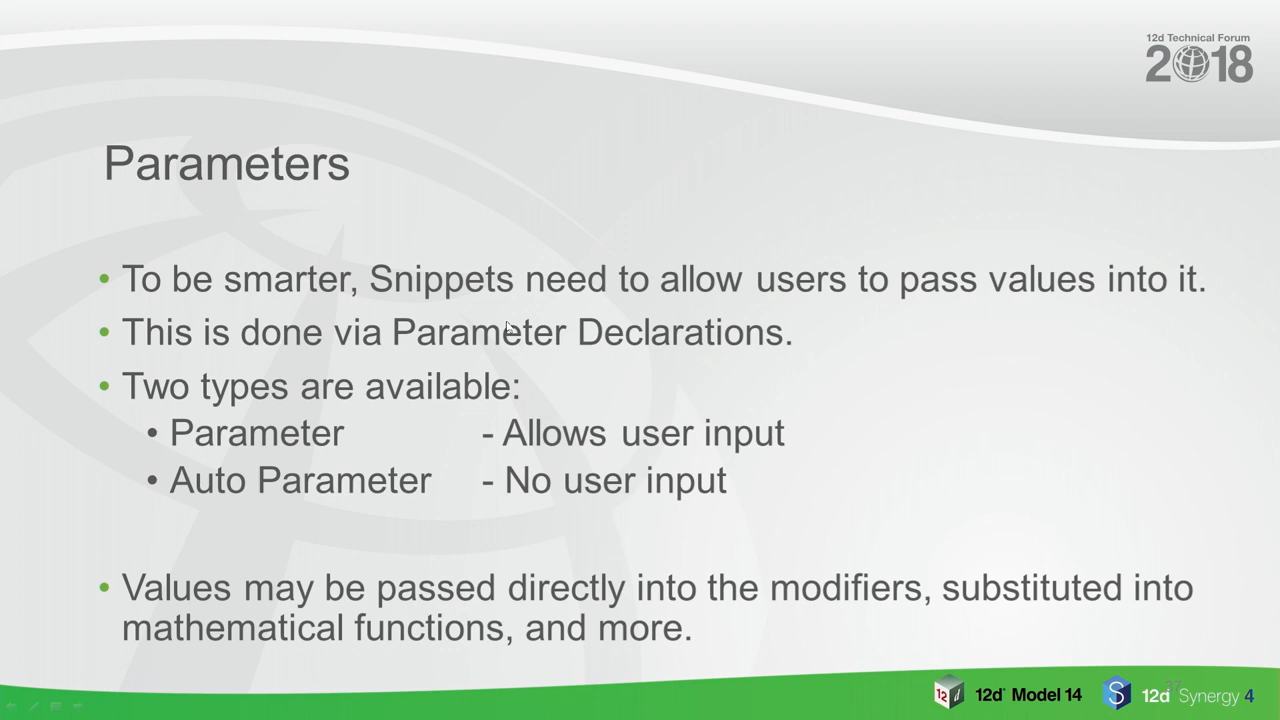 12d Technical Forum
2018
Parameters
• To be smarter, Snippets need to allow users to pass values into it.
• This is done via Parameter Declarations.
• Two types are available:
• Parameter - Allows user input
• Auto Parameter - No user input
• Values may be passed directly into the modifiers, substituted into
mathematical functions, and more.
12d 12d® Model 14 S 12d Synergy 4
37